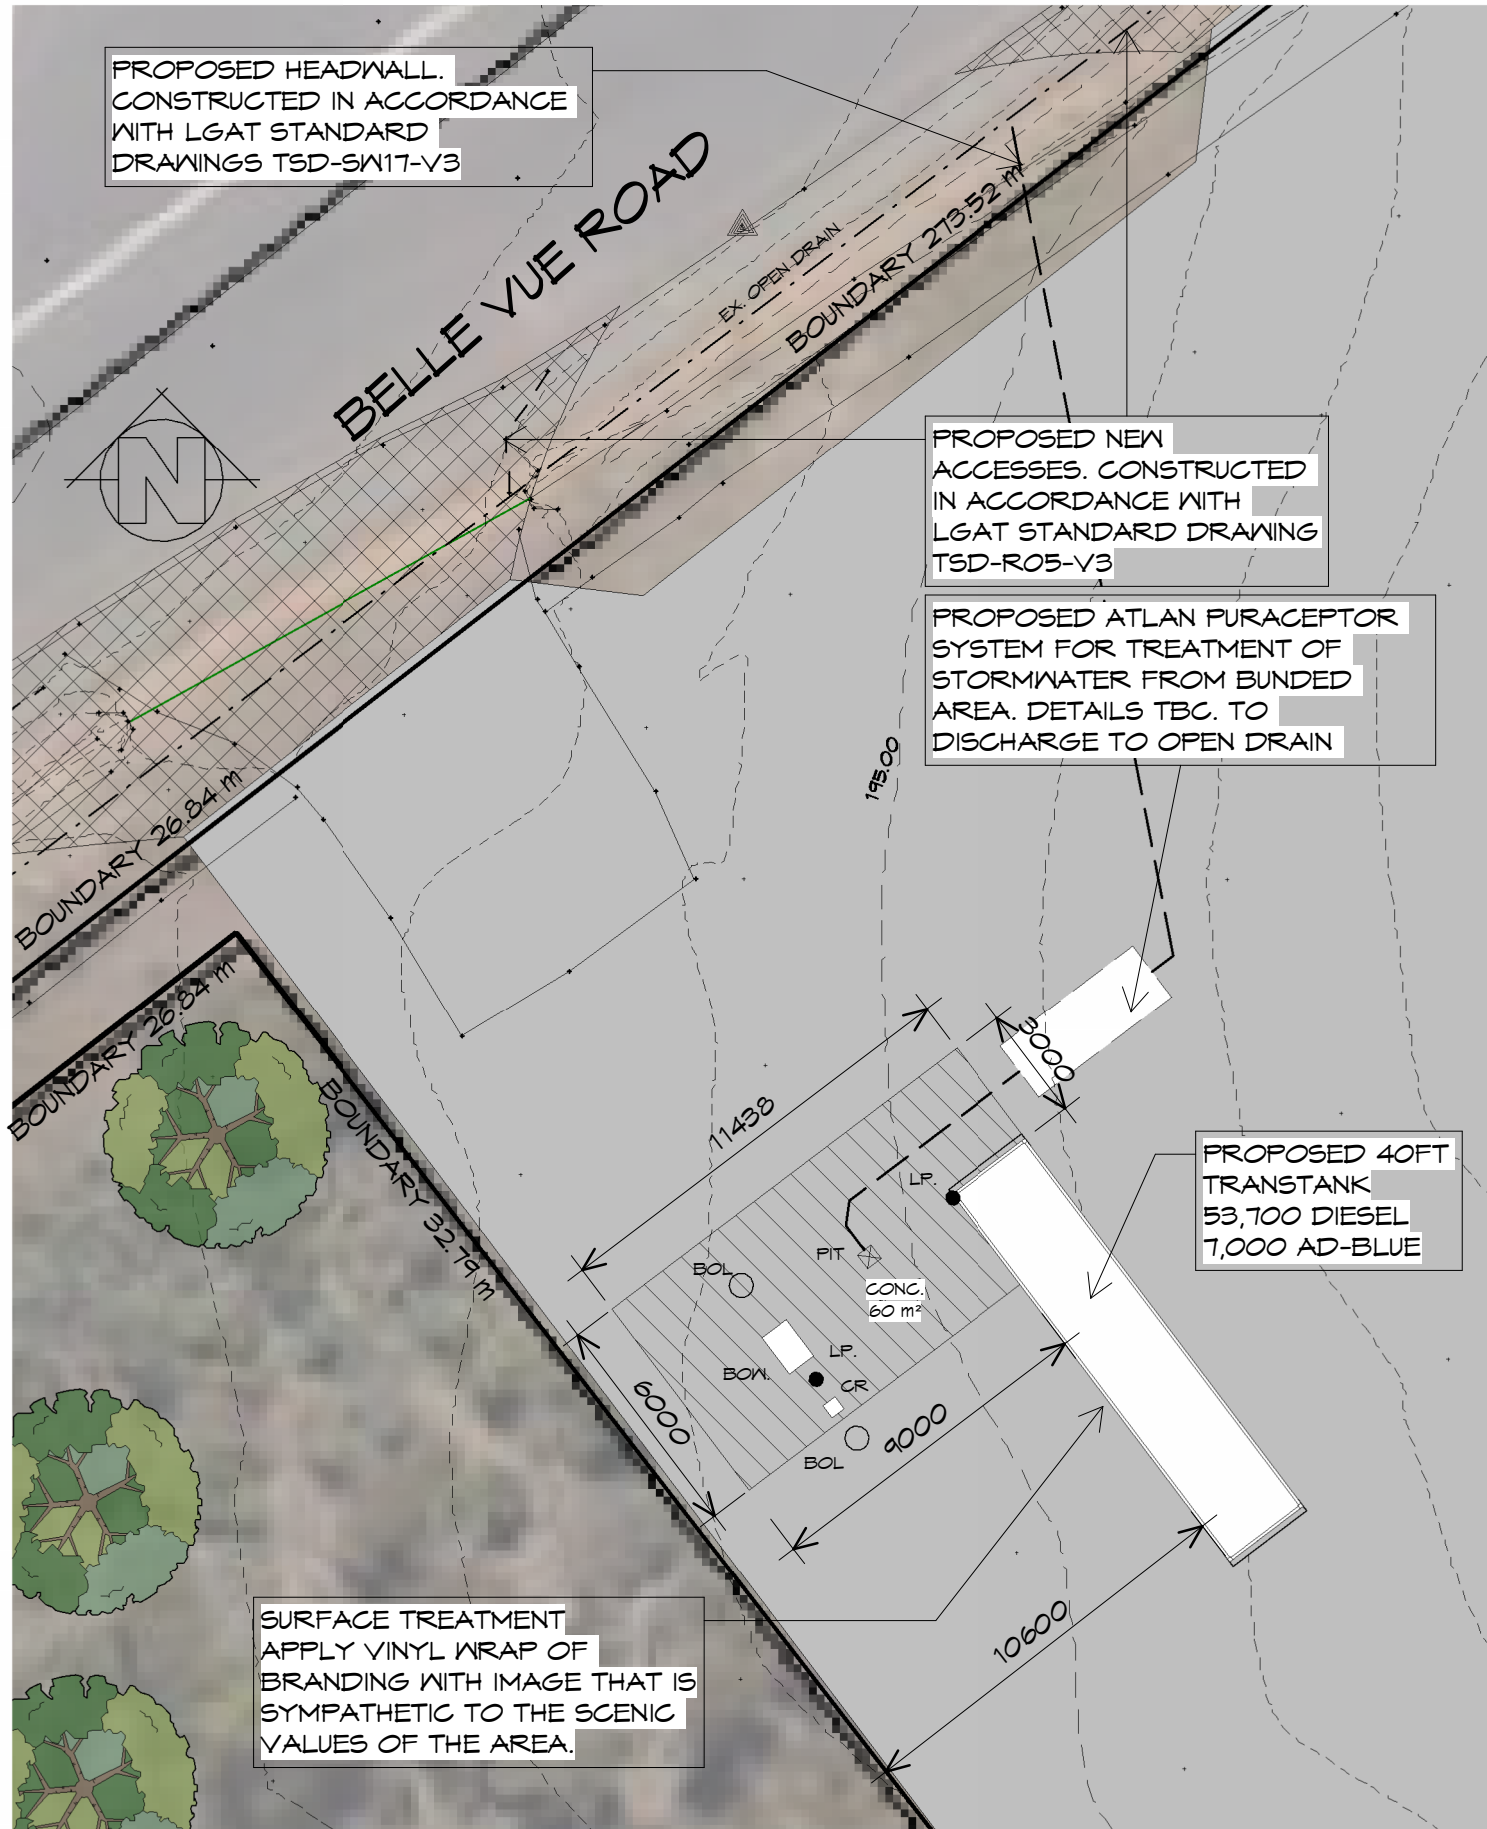 PROPOSED HEADWALL.
CONSTRUCTED IN ACCORDANCE
WITH LGAT STANDARD
DRAWINGS TSD-SW17-V3
BELLE VUE ROAD
EX. OPEN DRAIN
BOUNDARY 273.52 m
N
PROPOSED NEW
ACCESSES. CONSTRUCTED
IN ACCORDANCE WITH
LGAT STANDARD DRAWING
TSD-R05-V3
PROPOSED ATLAN PURACEPTOR
SYSTEM FOR TREATMENT OF
STORMWATER FROM BUNDED
AREA. DETAILS TBC. TO
DISCHARGE TO OPEN DRAIN
195.00
BOUNDARY 26.84 m
BOUNDARY 26.84 m
BOUNDARY 32.79 m
3000
11438
LP.
PIT
BOL
CONC.
60 m²
LP.
BOW.
CR
BOL
6000
9000
10600
PROPOSED 40FT
TRANSTANK
53,700 DIESEL
7,000 AD-BLUE
SURFACE TREATMENT
APPLY VINYL WRAP OF
BRANDING WITH IMAGE THAT IS
SYMPATHETIC TO THE SCENIC
VALUES OF THE AREA.